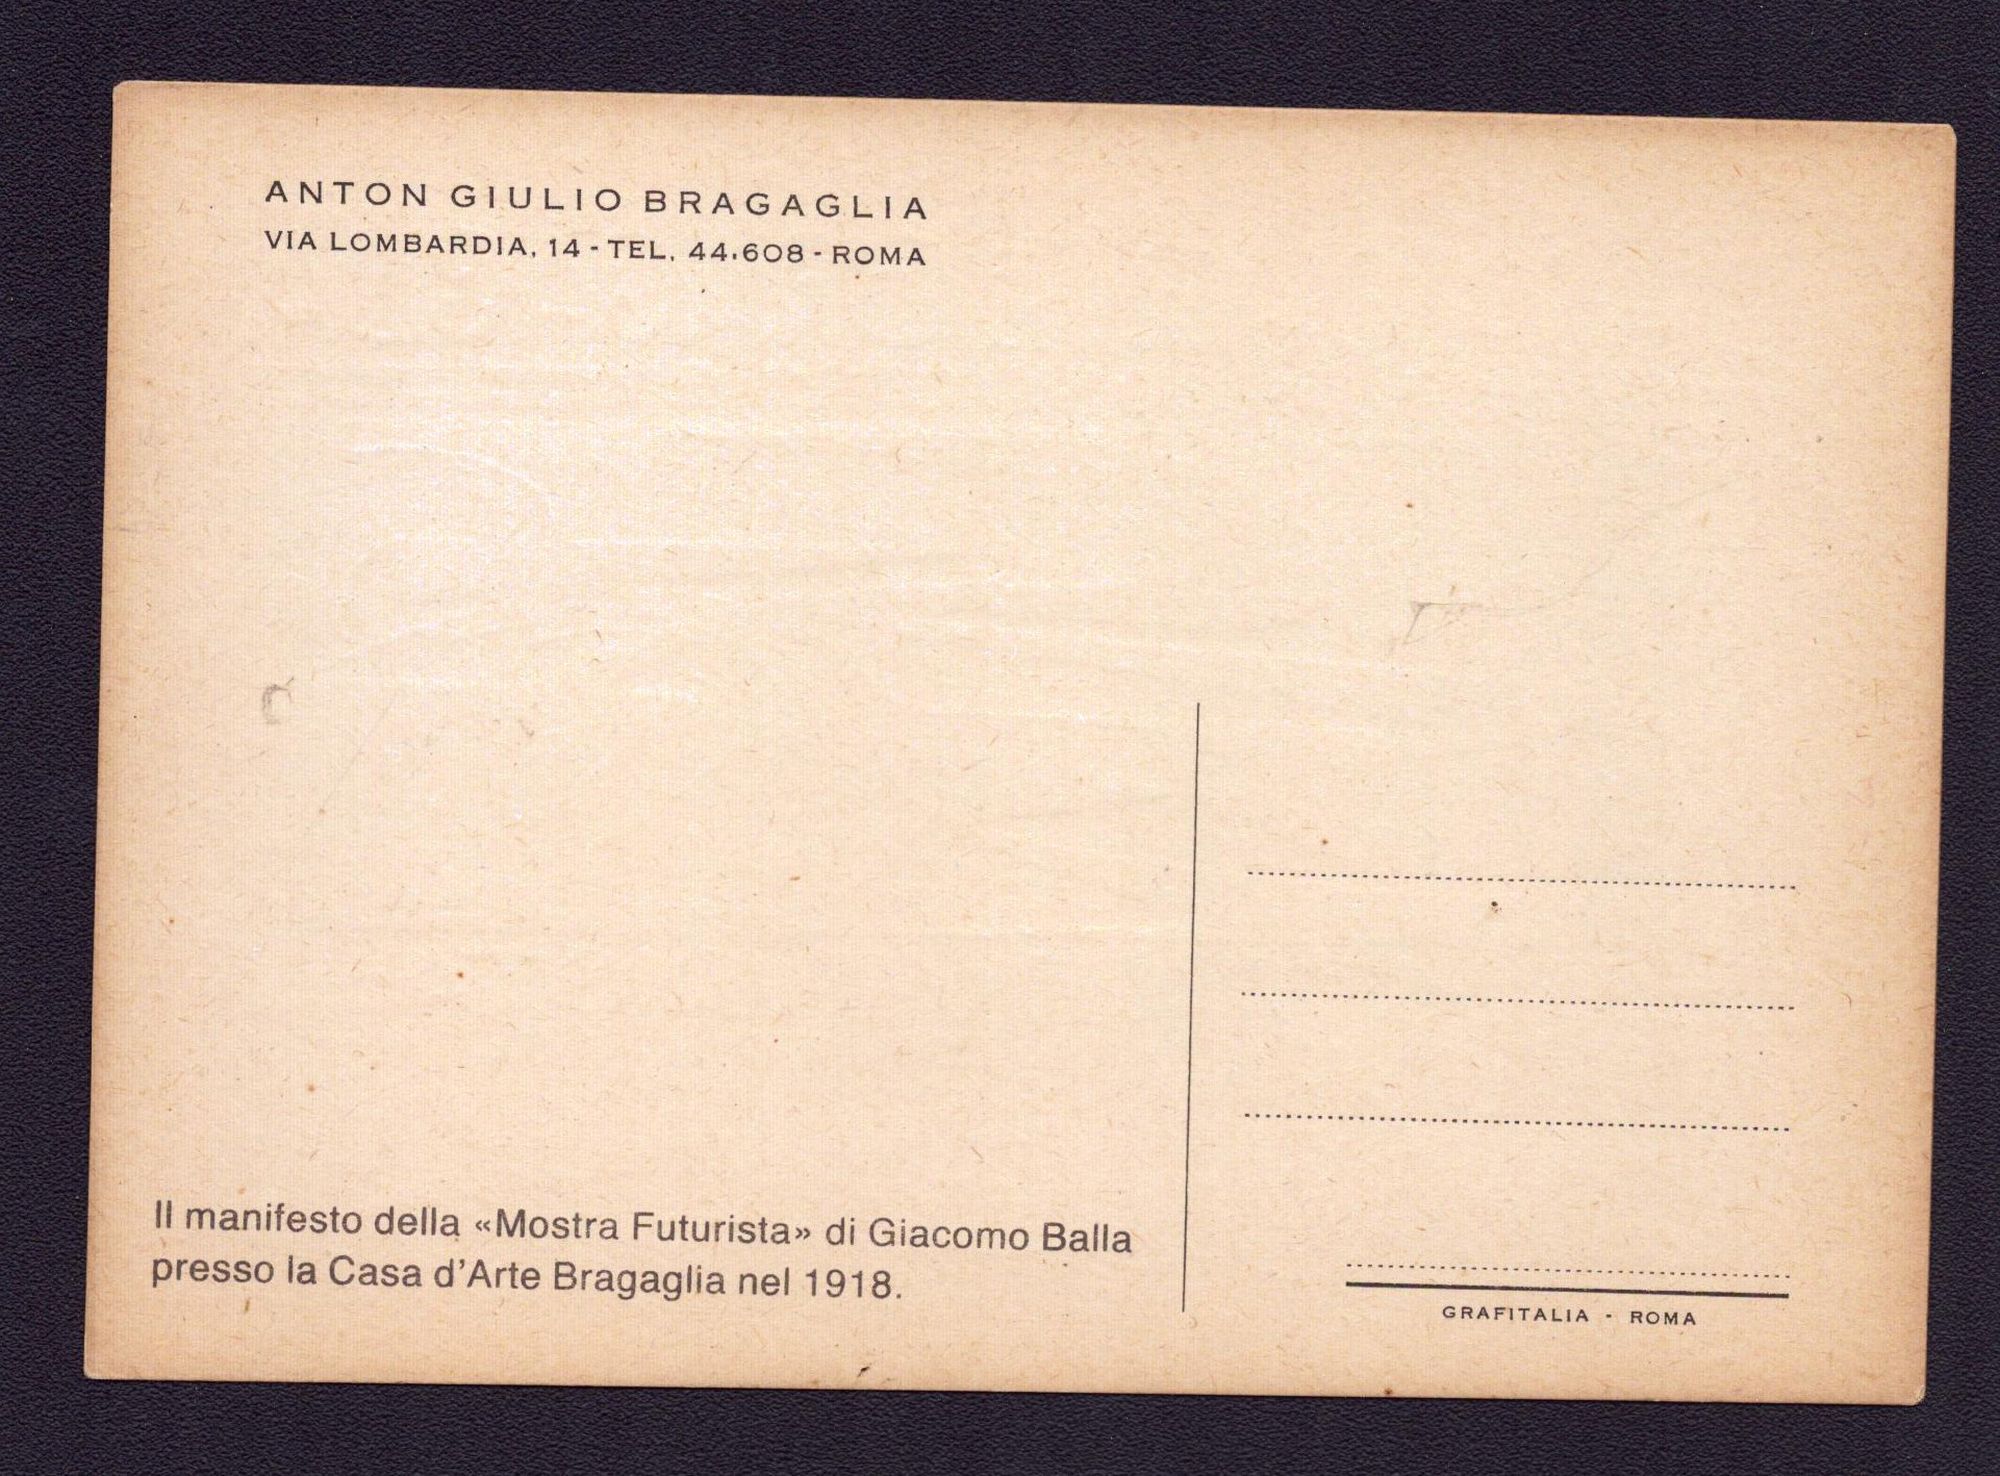 ANTON GIULIO BRAGAGLIA
VIA LOMBARDIA, 14 - TEL. 44.608 - ROMA
Il manifesto della «Mostra Futurista» di Giacomo Balla
presso la Casa d'Arte Bragaglia nel 1918.
GRAFITALIA - ROMA